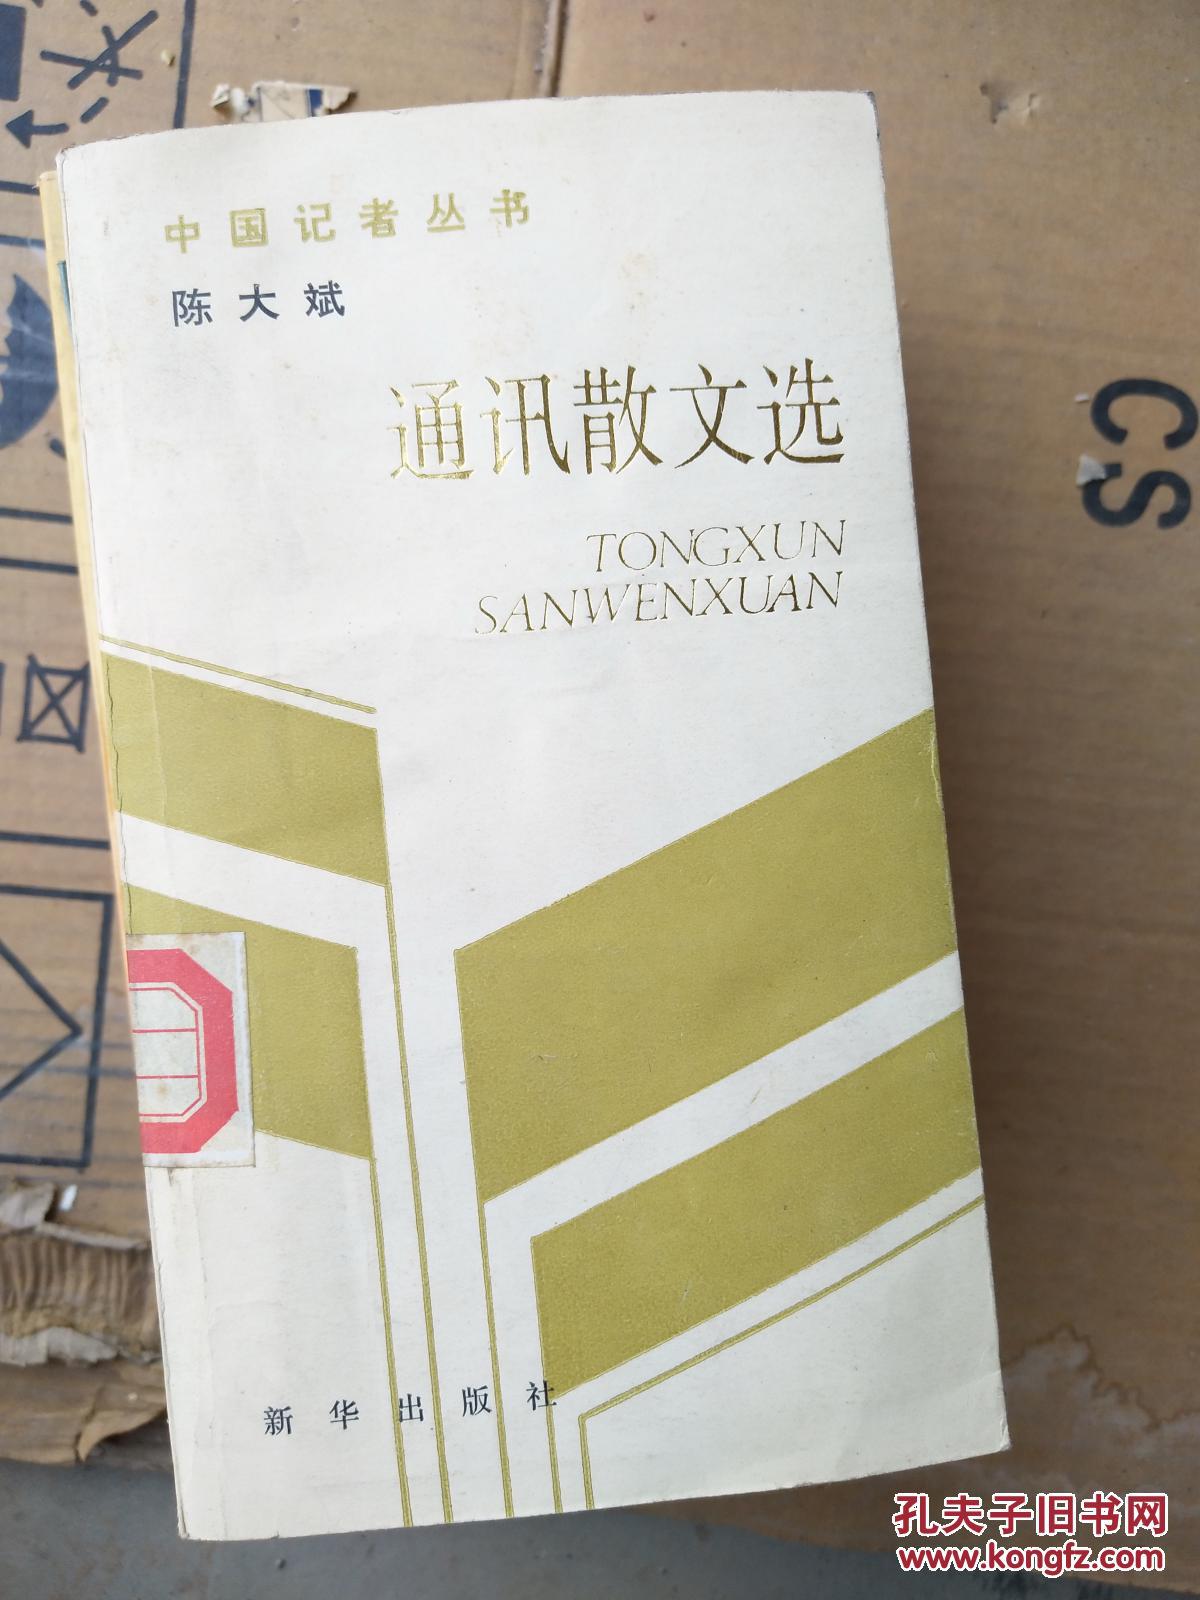 中国记者丛书
陈大斌
通讯散文选
TONGXUN
SANWENXUAN
新华出版社
CS
孔夫子旧书网
www.kongfz.com